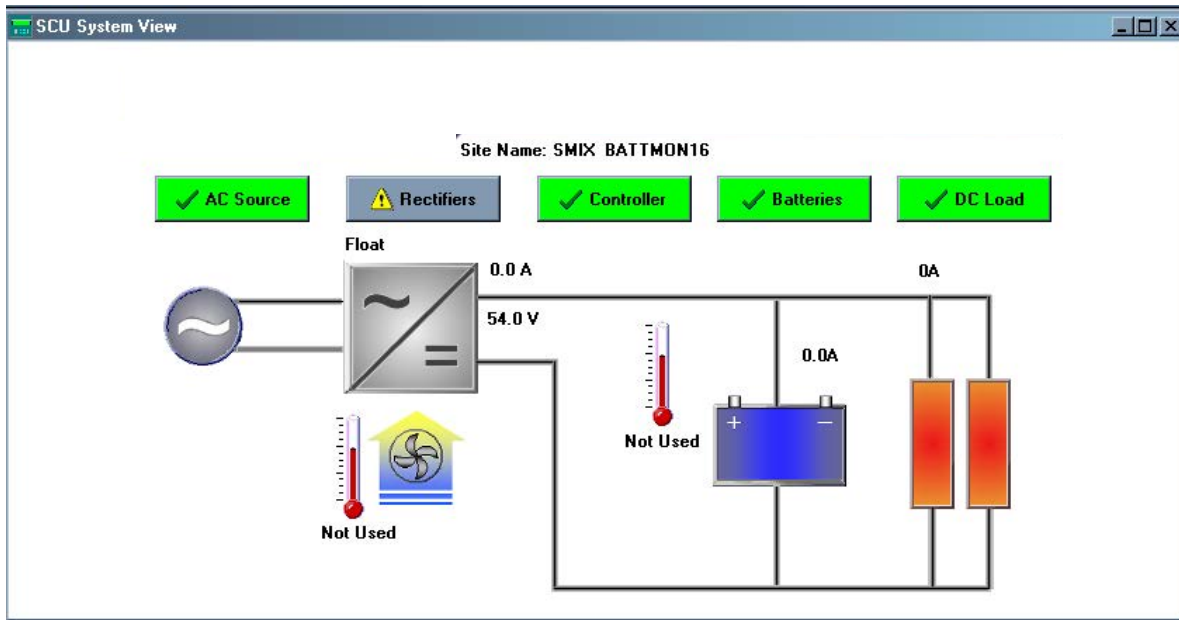 SCU System View
Site Name: SMIX BATTMON16
AC Source
Rectifiers
Controller
Batteries
DC Load
Float
0.0 A
0A
54.0 V
0.0A
Not Used
+ −
Not Used